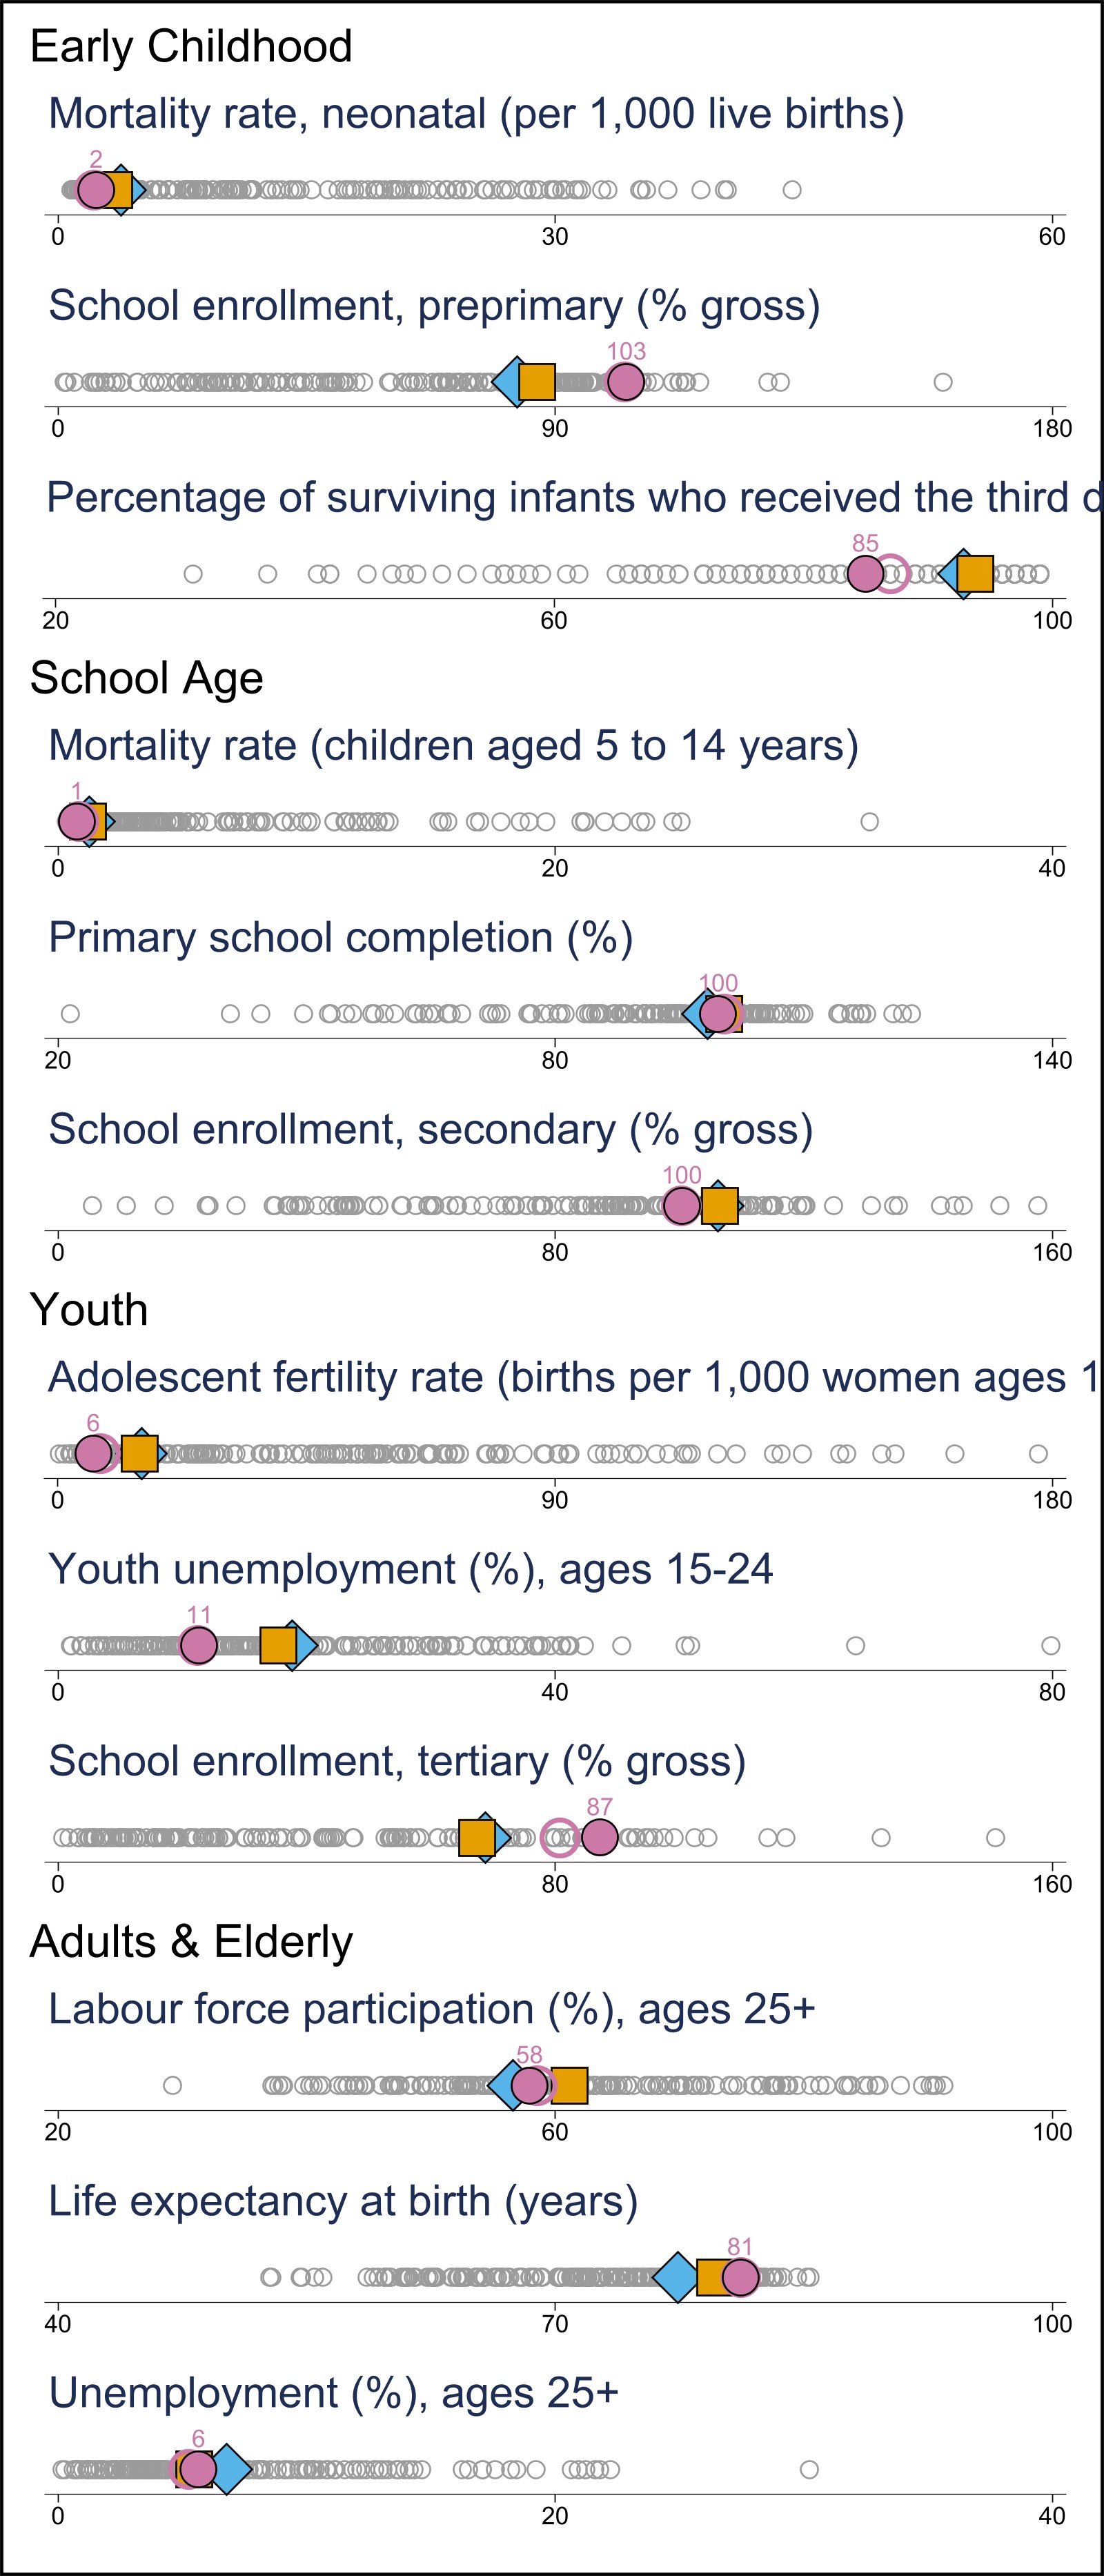 Early Childhood
Mortality rate, neonatal (per 1,000 live births)
2
0 30 60
School enrollment, preprimary (% gross)
103
0 90 180
Percentage of surviving infants who received the third d
85
20 60 100
School Age
Mortality rate (children aged 5 to 14 years)
1
0 20 40
Primary school completion (%)
100
20 80 140
School enrollment, secondary (% gross)
100
0 80 160
Youth
Adolescent fertility rate (births per 1,000 women ages 1
6
0 90 180
Youth unemployment (%), ages 15-24
11
0 40 80
School enrollment, tertiary (% gross)
87
0 80 160
Adults & Elderly
Labour force participation (%), ages 25+
58
20 60 100
Life expectancy at birth (years)
81
40 70 100
Unemployment (%), ages 25+
6
0 20 40